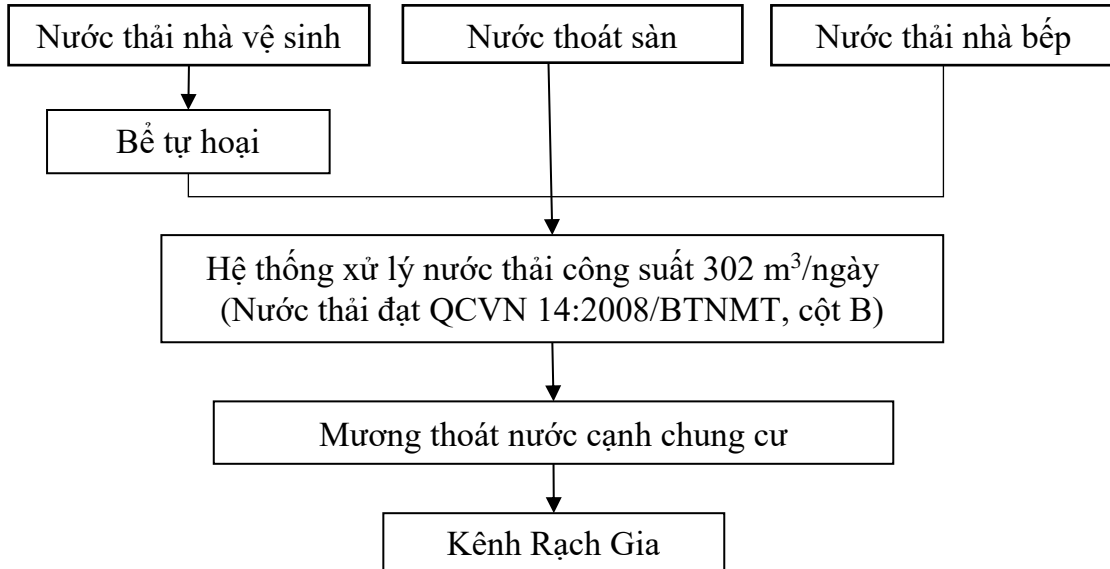 Nước thải nhà vệ sinh
Nước thoát sàn
Nước thải nhà bếp
Bể tự hoại
Hệ thống xử lý nước thải công suất 302 m³/ngày
(Nước thải đạt QCVN 14:2008/BTNMT, cột B)
Mương thoát nước cạnh chung cư
Kênh Rạch Gia